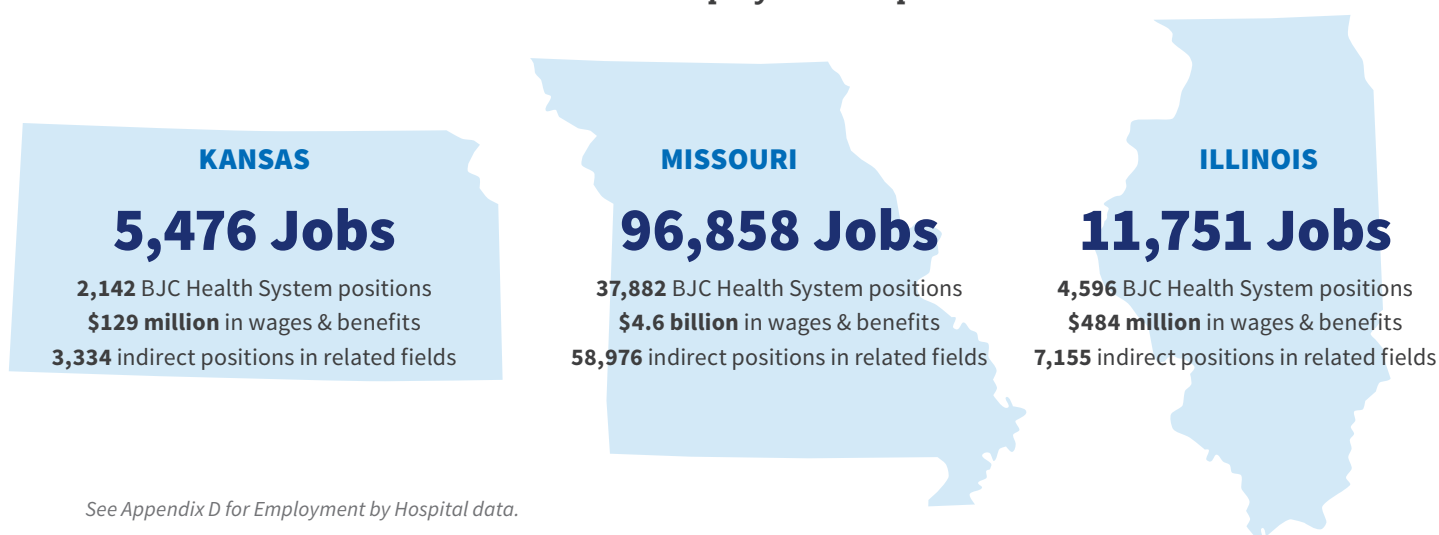 KANSAS
5,476 Jobs
2,142 BJC Health System positions
$129 million in wages & benefits
3,334 indirect positions in related fields
MISSOURI
96,858 Jobs
37,882 BJC Health System positions
$4.6 billion in wages & benefits
58,976 indirect positions in related fields
ILLINOIS
11,751 Jobs
4,596 BJC Health System positions
$484 million in wages & benefits
7,155 indirect positions in related fields
See Appendix D for Employment by Hospital data.